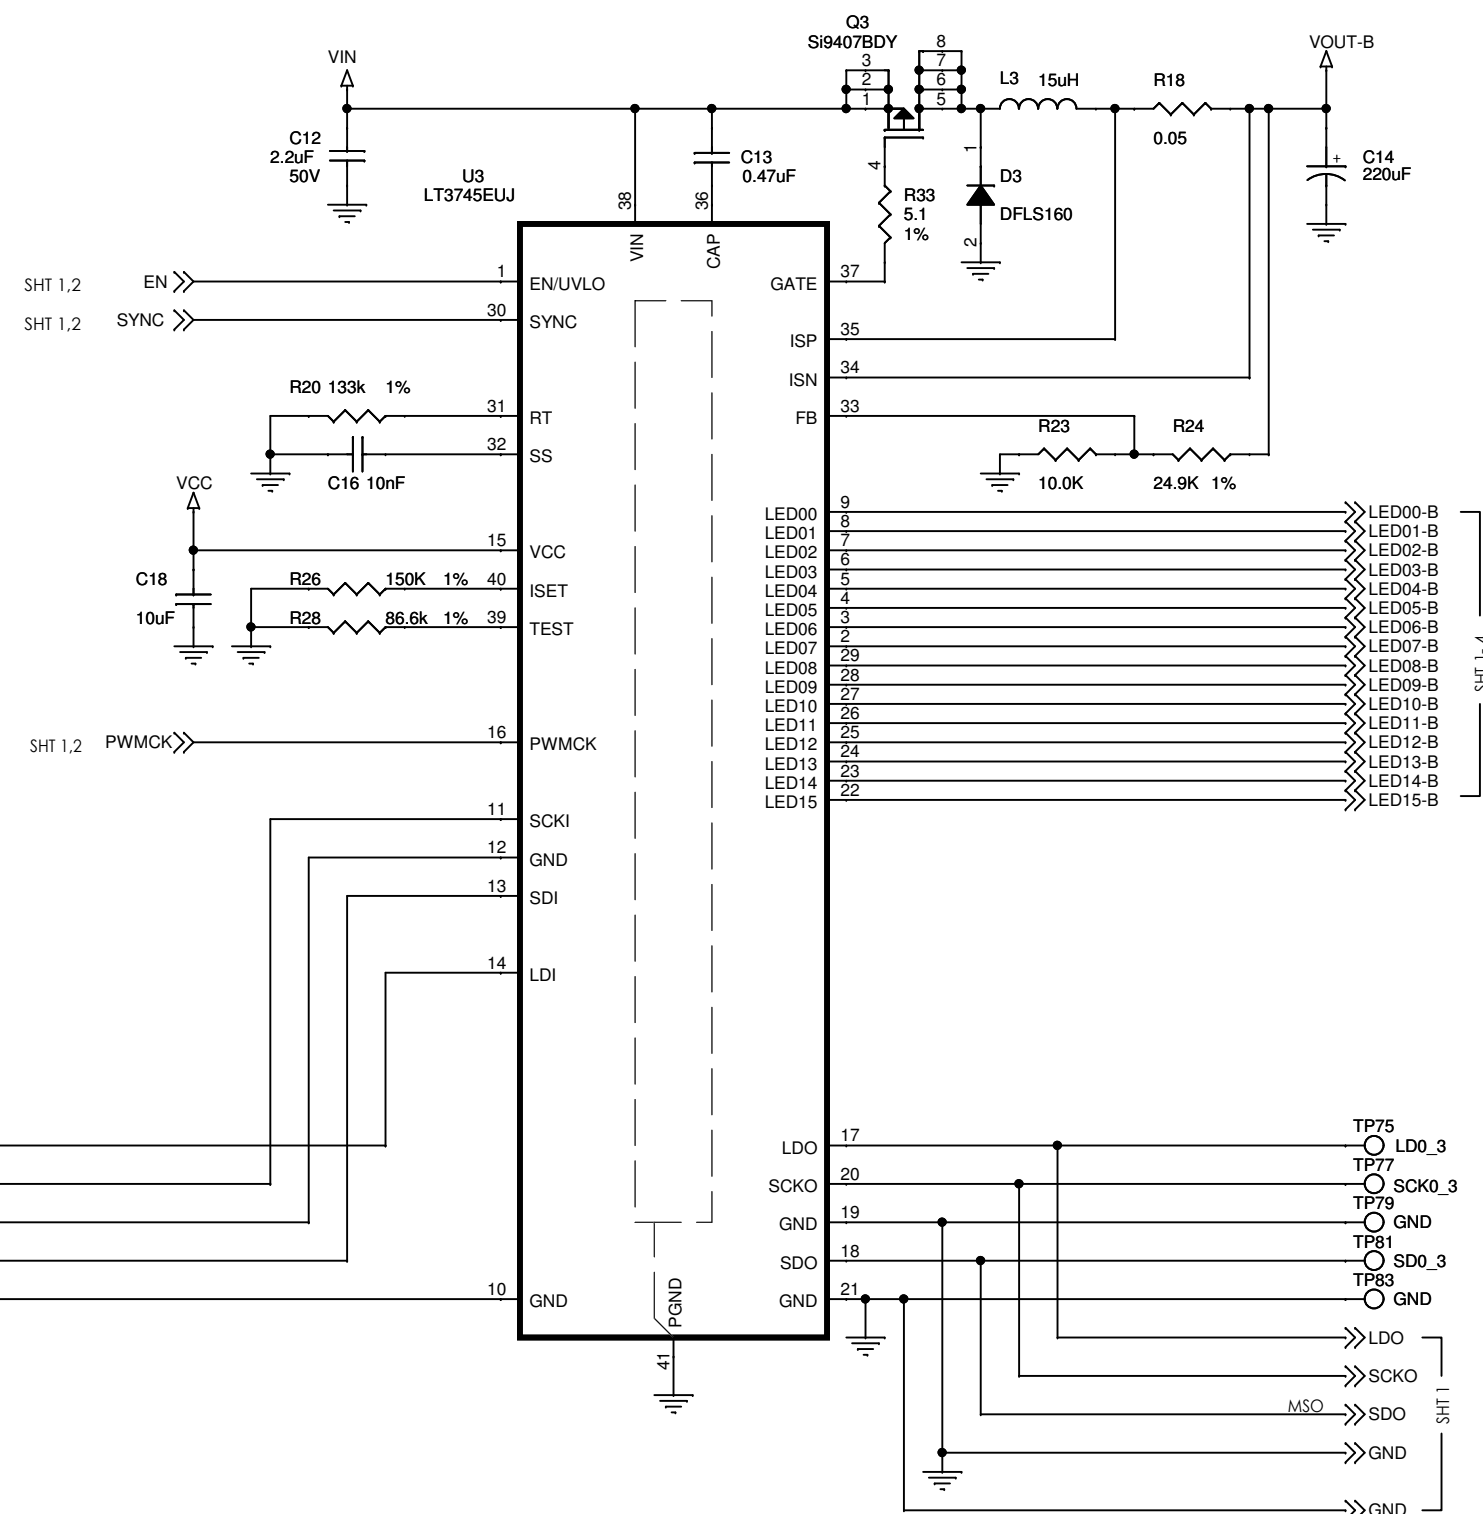 Q3
Si9407BDY
VIN
VOUT-B
3
2
1
8
7
6
5
L3 15uH
R18
0.05
C12
2.2uF
50V
C13
0.47uF
C14
220uF
+
U3
LT3745EUJ
38
36
4
R33
5.1
1%
1
D3
DFLS160
2
VIN
CAP
SHT 1,2 EN 1 EN/UVLO
GATE 37
SHT 1,2 SYNC 30 SYNC
ISP 35
ISN 34
R20 133k 1% 31 RT
FB 33
R23
R24
32 SS
C16 10nF
10.0K
24.9K 1%
VCC
15 VCC
C18
10uF
R26 150K 1% 40 ISET
R28 86.6k 1% 39 TEST
LED00 9 LED00-B
LED01 8 LED01-B
LED02 7 LED02-B
LED03 6 LED03-B
LED04 5 LED04-B
LED05 4 LED05-B
LED06 3 LED06-B
LED07 2 LED07-B
LED08 29 LED08-B
LED09 28 LED09-B
LED10 27 LED10-B
LED11 26 LED11-B
LED12 25 LED12-B
LED13 24 LED13-B
LED14 23 LED14-B
LED15 22 LED15-B
SHT 1-4
SHT 1,2 PWMCK 16 PWMCK
11 SCKI
12 GND
13 SDI
14 LDI
LDO 17 TP75 LD0_3
SCKO 20 TP77 SCK0_3
GND 19 TP79 GND
SDO 18 TP81 SD0_3
10 GND
GND 21 TP83 GND
PGND
41
LDO
SCKO
MSO SDO
GND
GND
SHT 1